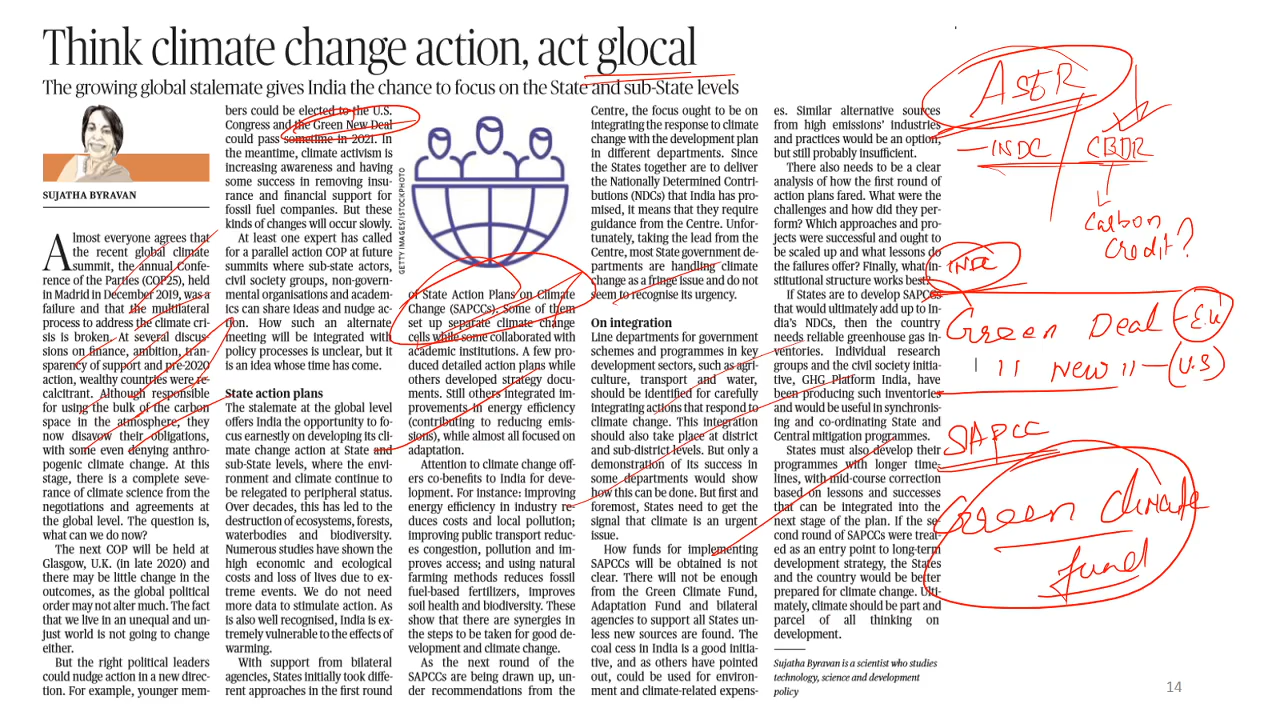 Think climate change action, act glocal
The growing global stalemate gives India the chance to focus on the State and sub-State levels
SUJATHA BYRAVAN
Almost everyone agrees that
the recent global climate
summit, the annual Confe-
rence of the Parties (COP25), held
in Madrid in December 2019, was a
failure and that the multilateral
process to address the climate cri-
sis is broken. At several discus-
sions on finance, ambition, tran-
sparency of support and pre-2020
action, wealthy countries were re-
calcitrant. Although responsible
for using the bulk of the carbon
space in the atmosphere, they
now disavow their obligations,
with some even denying anthro-
pogenic climate change. At this
stage, there is a complete seve-
rance of climate science from the
negotiations and agreements at
the global level. The question is,
what can we do now?
The next COP will be held at
Glasgow, U.K. (in late 2020) and
there may be little change in the
outcomes, as the global political
order may not alter much. The fact
that we live in an unequal and un-
just world is not going to change
either.
But the right political leaders
could nudge action in a new direc-
tion. For example, younger mem-
bers could be elected to the U.S.
Congress and the Green New Deal
could pass sometime in 2021. In
the meantime, climate activism is
increasing awareness and having
some success in removing insu-
rance and financial support for
fossil fuel companies. But these
kinds of changes will occur slowly.
At least one expert has called
for a parallel action COP at future
summits where sub-state actors,
civil society groups, non-govern-
mental organisations and academ-
ics can share ideas and nudge ac-
tion. How such an alternate
meeting will be integrated with
policy processes is unclear, but it
is an idea whose time has come.
State action plans
The stalemate at the global level
offers India the opportunity to fo-
cus earnestly on developing its cli-
mate change action at State and
sub-State levels, where the envi-
ronment and climate continue to
be relegated to peripheral status.
Over decades, this has led to the
destruction of ecosystems, forests,
waterbodies and biodiversity.
Numerous studies have shown the
high economic and ecological
costs and loss of lives due to ex-
treme events. We do not need
more data to stimulate action. As
is also well recognised, India is ex-
tremely vulnerable to the effects of
warming.
With support from bilateral
agencies, States initially took diffe-
rent approaches in the first round
GETTY IMAGES/ISTOCKPHOTO
of State Action Plans on Climate
Change (SAPCCs). Some of them
set up separate climate change
cells while some collaborated with
academic institutions. A few pro-
duced detailed action plans while
others developed strategy docu-
ments. Still others integrated im-
provements in energy efficiency
(contributing to reducing emis-
sions), while almost all focused on
adaptation.
Attention to climate change off-
ers co-benefits to India for deve-
lopment. For instance: improving
energy efficiency in industry re-
duces costs and local pollution;
improving public transport reduc-
es congestion, pollution and im-
proves access; and using natural
farming methods reduces fossil
fuel-based fertilizers, improves
soil health and biodiversity. These
show that there are synergies in
the steps to be taken for good de-
velopment and climate change.
As the next round of the
SAPCCs are being drawn up, un-
der recommendations from the
Centre, the focus ought to be on
integrating the response to climate
change with the development plan
in different departments. Since
the States together are to deliver
the Nationally Determined Contri-
butions (NDCs) that India has pro-
mised, it means that they require
guidance from the Centre. Unfor-
tunately, taking the lead from the
Centre, most State government de-
partments are handling climate
change as a fringe issue and do not
seem to recognise its urgency.
On integration
Line departments for government
schemes and programmes in key
development sectors, such as agri-
culture, transport and water,
should be identified for carefully
integrating actions that respond to
climate change. This integration
should also take place at district
and sub-district levels. But only a
demonstration of its success in
some departments would show
how this can be done. But first and
foremost, States need to get the
signal that climate is an urgent
issue.
How funds for implementing
SAPCCs will be obtained is not
clear. There will not be enough
from the Green Climate Fund,
Adaptation Fund and bilateral
agencies to support all States un-
less new sources are found. The
coal cess in India is a good initia-
tive, and as others have pointed
out, could be used for environ-
ment and climate-related expens-
es. Similar alternative sources
from high emissions' industries
and practices would be an option,
but still probably insufficient.
There also needs to be a clear
analysis of how the first round of
action plans fared. What were the
challenges and how did they per-
form? Which approaches and pro-
jects were successful and ought to
be scaled up and what lessons do
the failures offer? Finally, what in-
stitutional structure works best?
If States are to develop SAPCCs
that would ultimately add up to In-
dia's NDCs, then the country
needs reliable greenhouse gas in-
ventories. Individual research
groups and the civil society initia-
tive, GHG Platform India, have
been producing such inventories
and would be useful in synchronis-
ing and co-ordinating State and
Central mitigation programmes.
States must also develop their
programmes with longer time-
lines, with mid-course correction
based on lessons and successes
that can be integrated into the
next stage of the plan. If the se-
cond round of SAPCCs were treat-
ed as an entry point to long-term
development strategy, the States
and the country would be better
prepared for climate change. Ulti-
mately, climate should be part and
parcel of all thinking on
development.
Sujatha Byravan is a scientist who studies
technology, science and development
policy
ASER
- INDC CBDR
Carbon
Credit?
INDC
Green Deal - E.U
" New " - U.S
SAPCC
Green Climate
fund
14